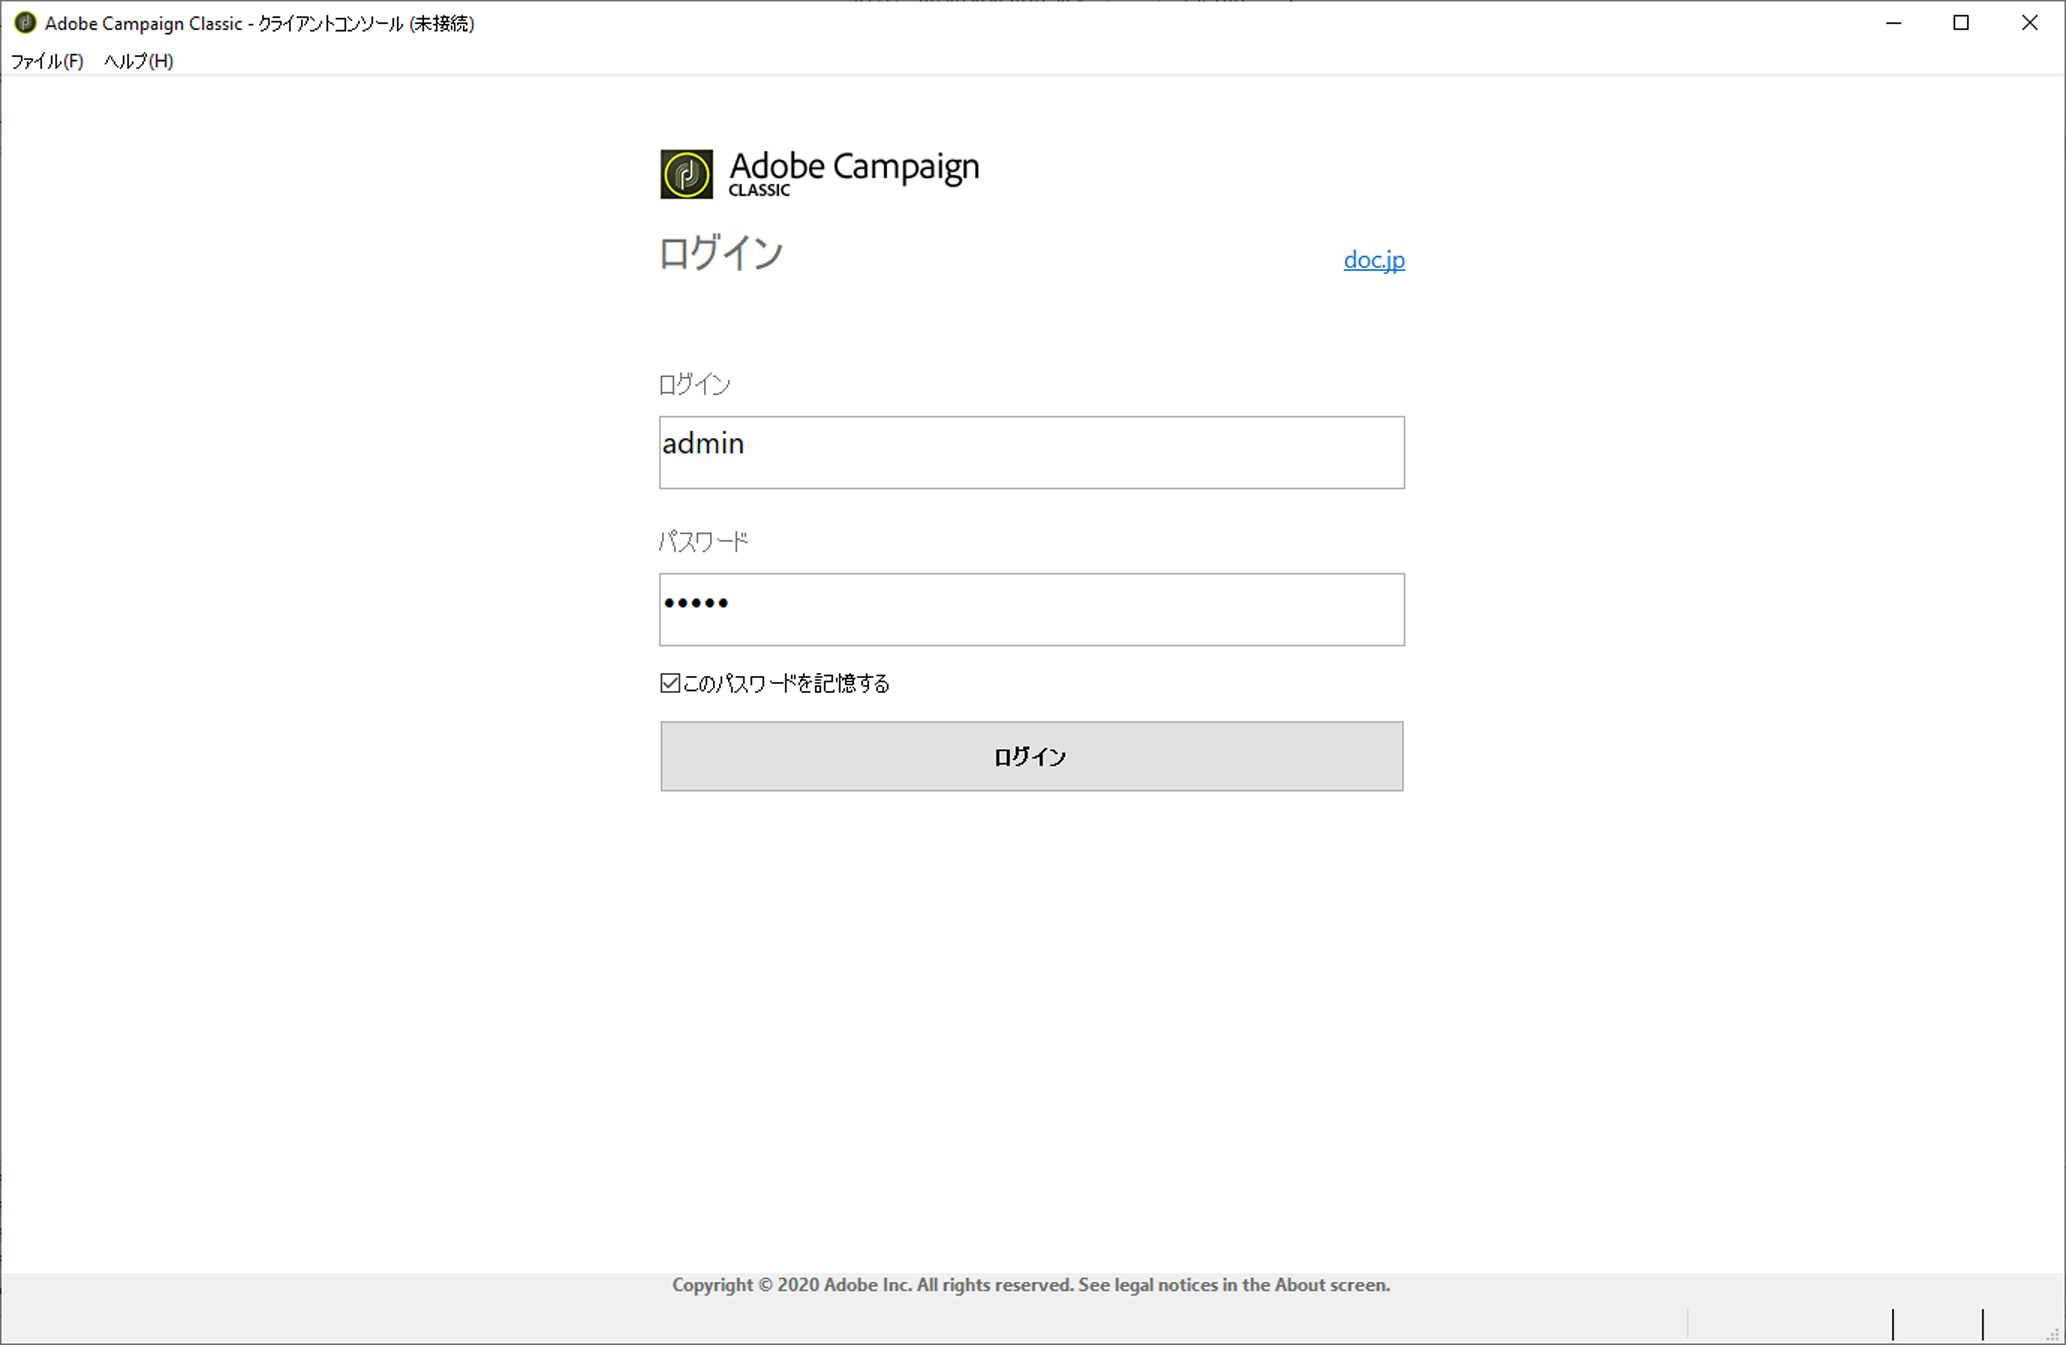 Adobe Campaign Classic - クライアントコンソール (未接続)
ファイル(F) ヘルプ(H)
Adobe Campaign
CLASSIC
ログイン
doc.jp
ログイン
admin
パスワード
•••••
このパスワードを記憶する
ログイン
Copyright © 2020 Adobe Inc. All rights reserved. See legal notices in the About screen.